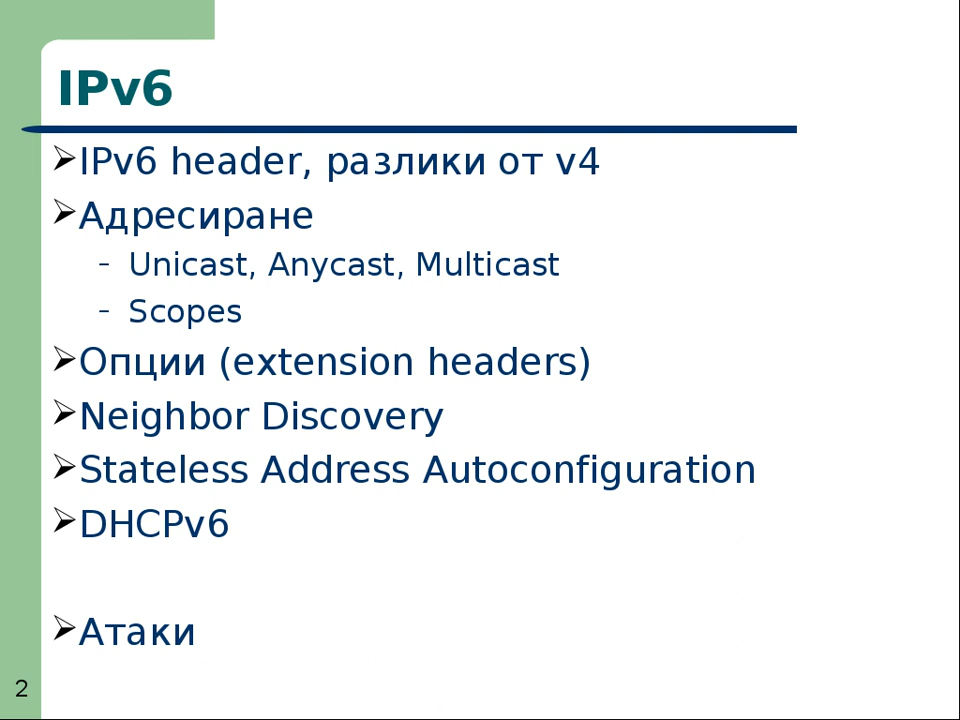 IPv6
IPv6 header, разлики от v4
Адресиране
– Unicast, Anycast, Multicast
– Scopes
Опции (extension headers)
Neighbor Discovery
Stateless Address Autoconfiguration
DHCPv6
Атаки
2